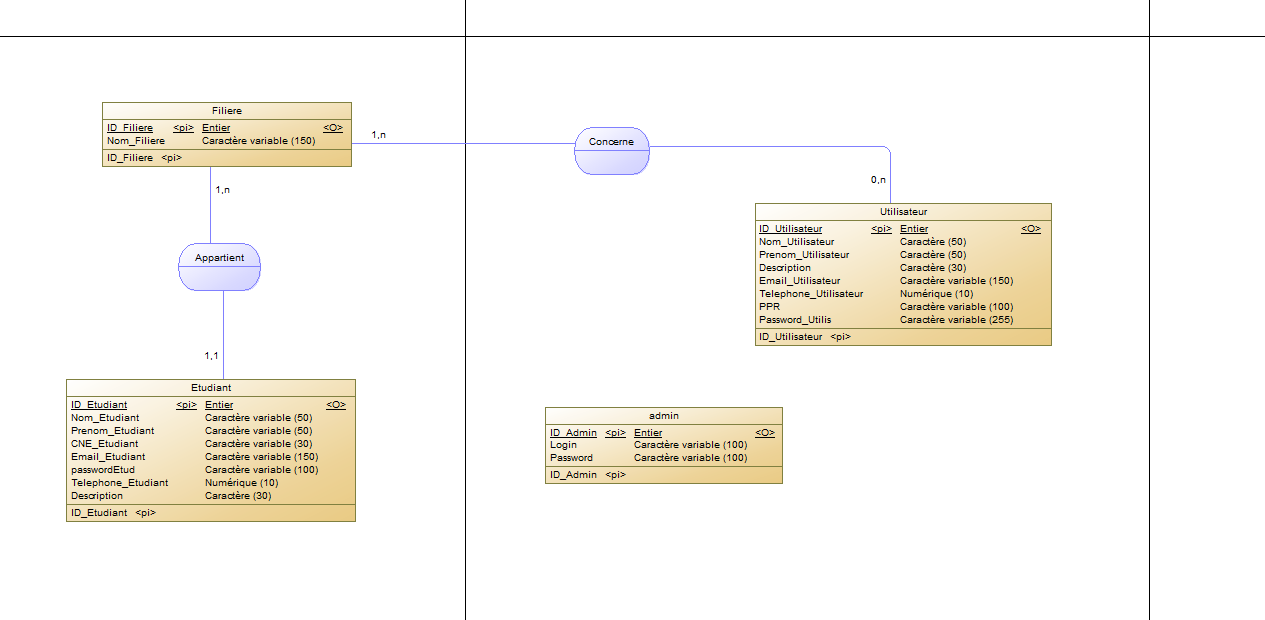 Filiere
ID_Filiere <pi> Entier <O>
Nom_Filiere Caractère variable (150)
ID_Filiere <pi>
1,n
Concerne
0,n
1,n
Appartient
1,1
Utilisateur
ID_Utilisateur <pi> Entier <O>
Nom_Utilisateur Caractère (50)
Prenom_Utilisateur Caractère (50)
Description Caractère (30)
Email_Utilisateur Caractère variable (150)
Telephone_Utilisateur Numérique (10)
PPR Caractère variable (100)
Password_Utilis Caractère variable (255)
ID_Utilisateur <pi>
Etudiant
ID_Etudiant <pi> Entier <O>
Nom_Etudiant Caractère variable (50)
Prenom_Etudiant Caractère variable (50)
CNE_Etudiant Caractère variable (30)
Email_Etudiant Caractère variable (150)
passwordEtud Caractère variable (100)
Telephone_Etudiant Numérique (10)
Description Caractère (30)
ID_Etudiant <pi>
admin
ID_Admin <pi> Entier <O>
Login Caractère variable (100)
Password Caractère variable (100)
ID_Admin <pi>